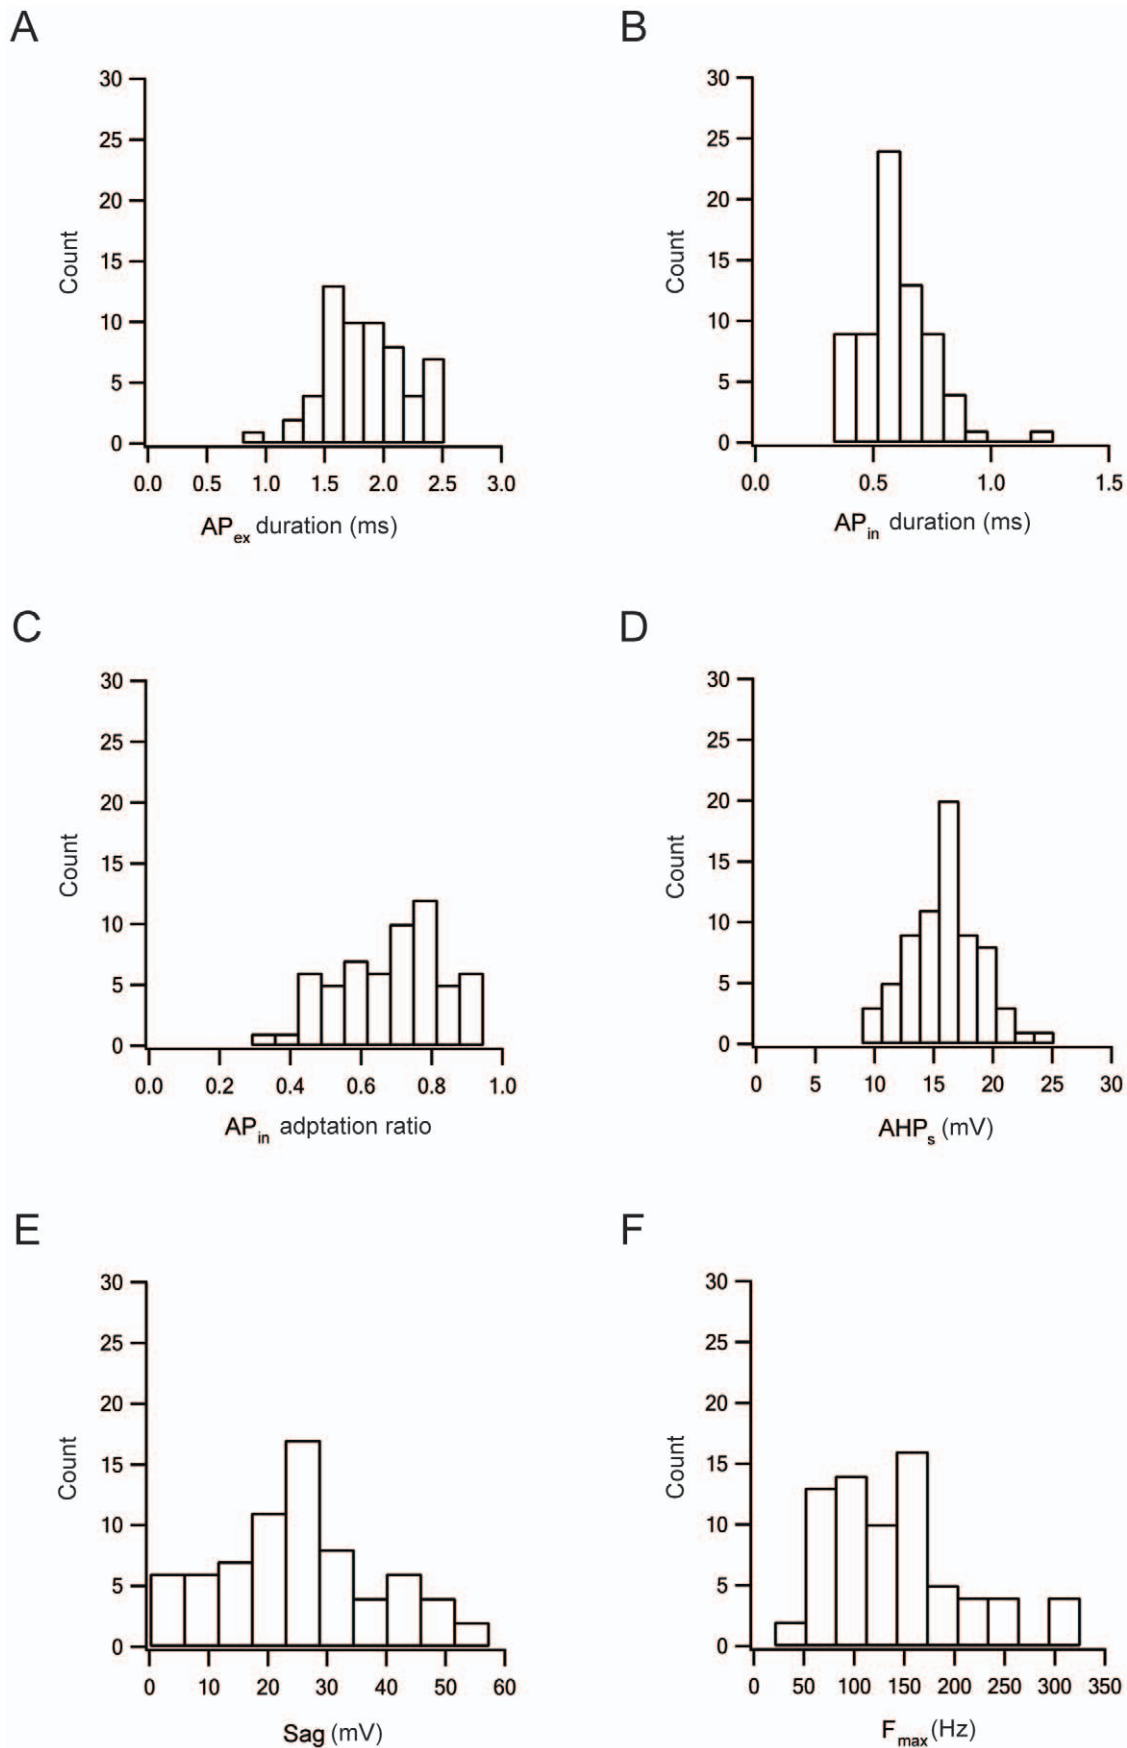 A
B
30
25
20
15
10
5
0
Count
0.0 0.5 1.0 1.5 2.0 2.5 3.0
APex duration (ms)
30
25
20
15
10
5
0
Count
0.0 0.5 1.0 1.5
APin duration (ms)
C
D
30
25
20
15
10
5
0
Count
0.0 0.2 0.4 0.6 0.8 1.0
APin adptation ratio
30
25
20
15
10
5
0
Count
0 5 10 15 20 25 30
AHPs (mV)
E
F
30
25
20
15
10
5
0
Count
0 10 20 30 40 50 60
Sag (mV)
30
25
20
15
10
5
0
Count
0 50 100 150 200 250 300 350
Fmax (Hz)